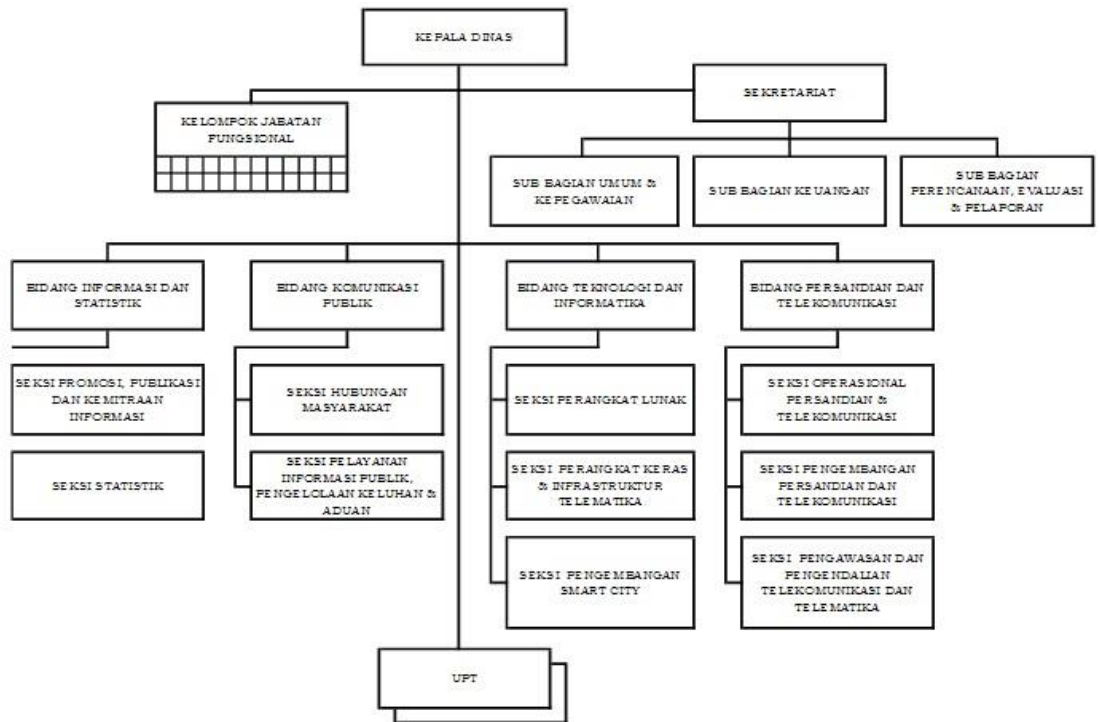 KEPALA DINAS
SEKRETARIAT
KELOMPOK JABATAN
FUNGSIONAL
SUB BAGIAN UMUM &
KEPEGAWAIAN
SUB BAGIAN KEUANGAN
SUB BAGIAN
PERENCANAAN, EVALUASI
& PELAPORAN
BIDANG INFORMASI DAN
STATISTIK
BIDANG KOMUNIKASI
PUBLIK
BIDANG TEKNOLOGI DAN
INFORMATIKA
BIDANG PERSANDIAN DAN
TELEKOMUNIKASI
SEKSI PROMOSI, PUBLIKASI
DAN KEMITRAAN
INFORMASI
SEKSI HUBUNGAN
MASYARAKAT
SEKSI PERANGKAT LUNAK
SEKSI OPERASIONAL
PERSANDIAN &
TELEKOMUNIKASI
SEKSI STATISTIK
SEKSI PELAYANAN
INFORMASI PUBLIK,
PENGELOLAAN KELUHAN &
ADUAN
SEKSI PERANGKAT KERAS
& INFRASTRUKTUR
TELEMATIKA
SEKSI PENGEMBANGAN
PERSANDIAN DAN
TELEKOMUNIKASI
SEKSI PENGEMBANGAN
SMART CITY
SEKSI PENGAWASAN DAN
PENGENDALIAN
TELEKOMUNIKASI DAN
TELEMATIKA
UPT